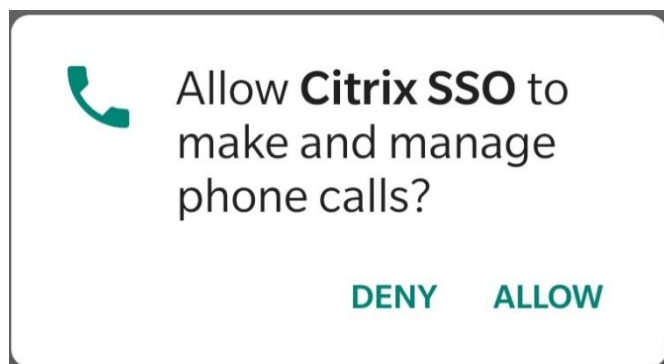 Allow Citrix SSO to
make and manage
phone calls?
DENY ALLOW